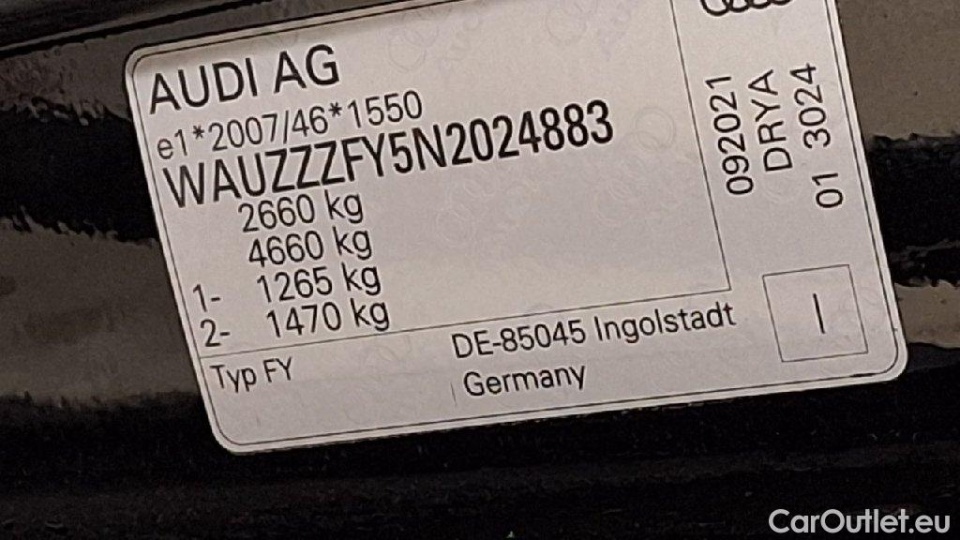 AUDI AG
e1*2007/46*1550
WAUZZZFY5N2024883
2660 kg
4660 kg
1- 1265 kg
2- 1470 kg
Typ FY
DE-85045 Ingolstadt
Germany
092021
DRYA
01 3024
I
CarOutlet.eu